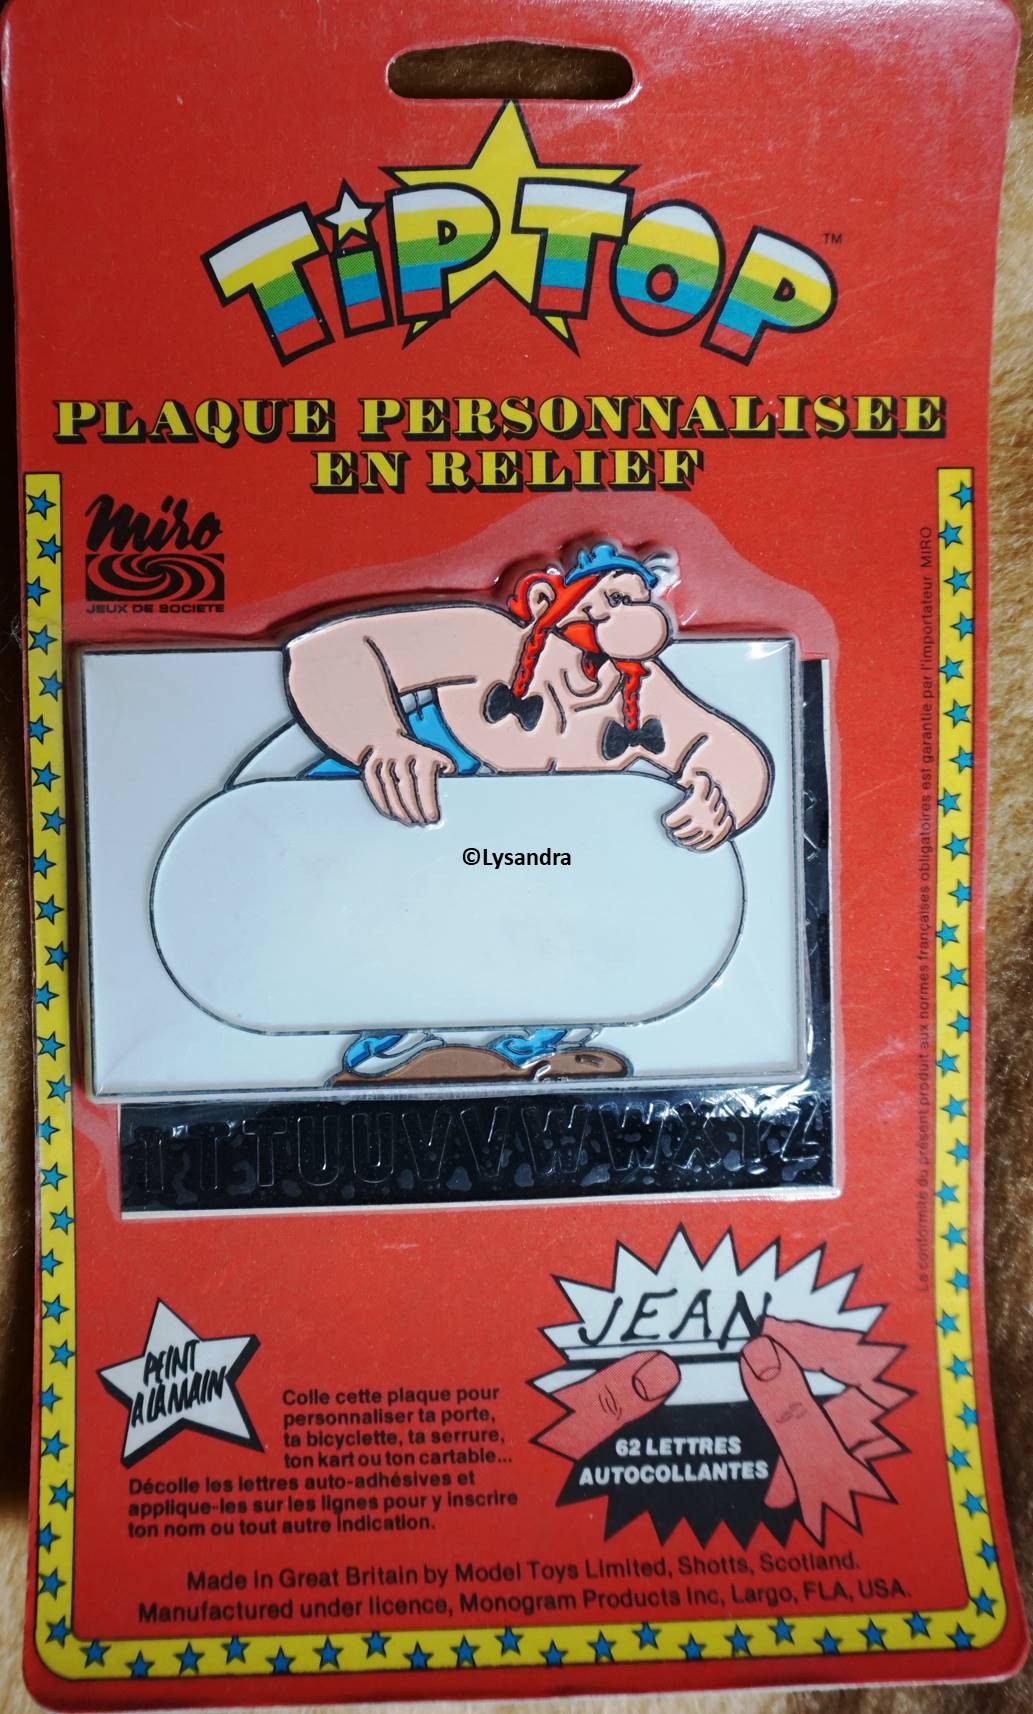 TiP TOP ™
PLAQUE PERSONNALISEE
EN RELIEF
miro
JEUX DE SOCIETE
©Lysandra
La conformité du présent produit aux normes françaises obligatoires est garantie par l'importateur MIRO
TTTUUVVVWWXYZ
PEINT
A LA MAIN
JEAN
62 LETTRES
AUTOCOLLANTES
Colle cette plaque pour
personnaliser ta porte,
ta bicyclette, ta serrure,
ton kart ou ton cartable...
Décolle les lettres auto-adhésives et
applique-les sur les lignes pour y inscrire
ton nom ou tout autre indication.
Made in Great Britain by Model Toys Limited, Shotts, Scotland.
Manufactured under licence, Monogram Products Inc, Largo, FLA, USA.